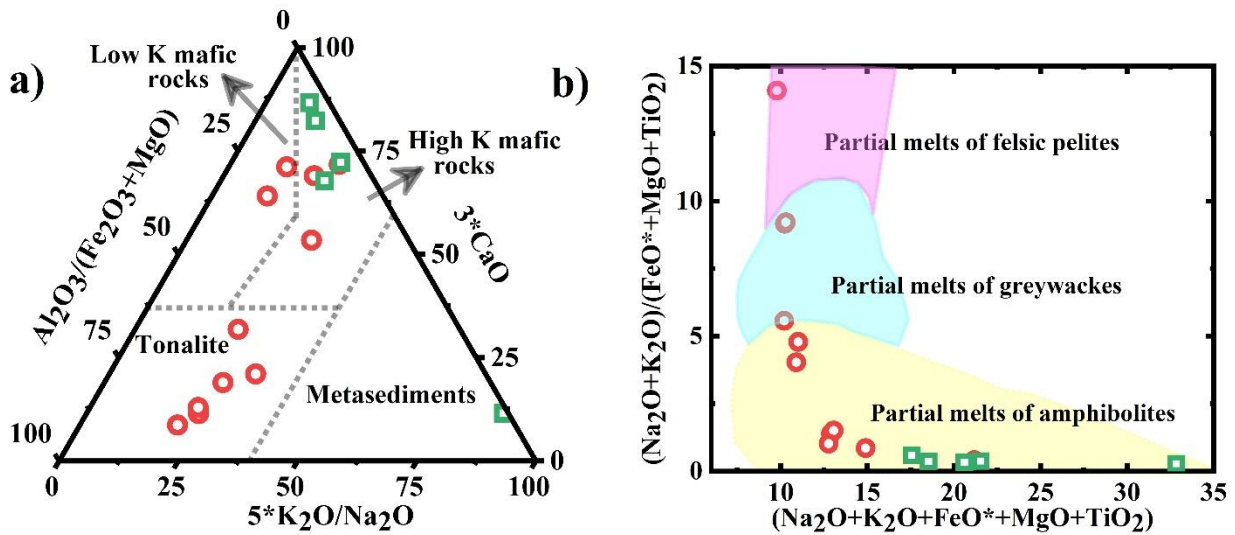 a)
0
100
Low K mafic
rocks
25
75
High K mafic
rocks
Al₂O₃/(Fe₂O₃+MgO)
50
3*CaO
50
75
Tonalite
25
Metasediments
100
0
0
25
50
75
100
5*K₂O/Na₂O
b)
15
Partial melts of felsic pelites
10
Partial melts of greywackes
5
Partial melts of amphibolites
0
(Na₂O+K₂O)/(FeO*+MgO+TiO₂)
10
15
20
25
30
35
(Na₂O+K₂O+FeO*+MgO+TiO₂)